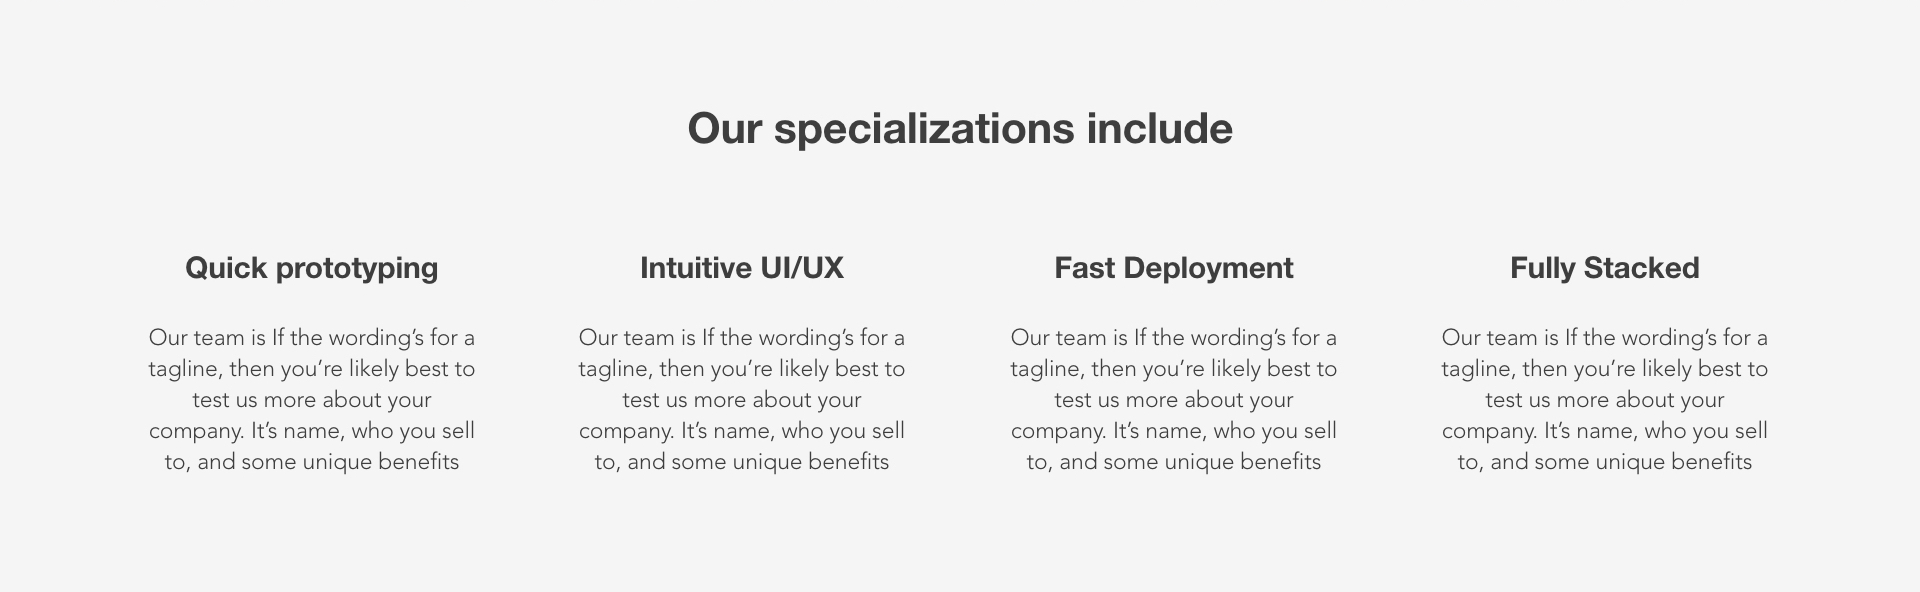 Our specializations include
Quick prototyping
Our team is If the wording’s for a
tagline, then you’re likely best to
test us more about your
company. It’s name, who you sell
to, and some unique benefits
Intuitive UI/UX
Our team is If the wording’s for a
tagline, then you’re likely best to
test us more about your
company. It’s name, who you sell
to, and some unique benefits
Fast Deployment
Our team is If the wording’s for a
tagline, then you’re likely best to
test us more about your
company. It’s name, who you sell
to, and some unique benefits
Fully Stacked
Our team is If the wording’s for a
tagline, then you’re likely best to
test us more about your
company. It’s name, who you sell
to, and some unique benefits